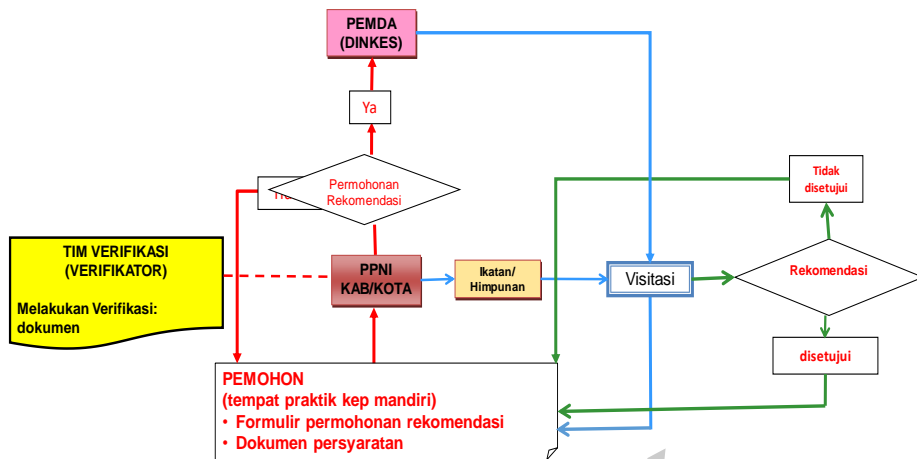 PEMDA
(DINKES)
Ya
Permohonan
Rekomendasi
Tidak
disetujui
TIM VERIFIKASI
(VERIFIKATOR)
Melakukan Verifikasi:
dokumen
PPNI
KAB/KOTA
Ikatan/
Himpunan
Visitasi
Rekomendasi
disetujui
PEMOHON
(tempat praktik kep mandiri)
• Formulir permohonan rekomendasi
• Dokumen persyaratan